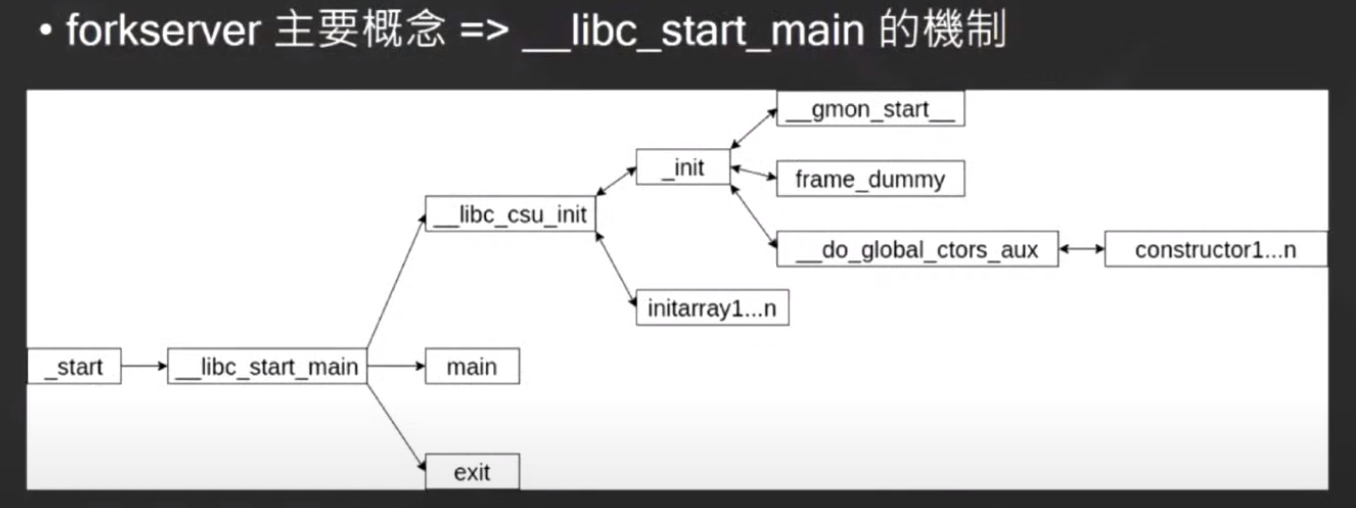 • forkserver 主要概念 => __libc_start_main 的機制
__gmon_start__
_init
frame_dummy
__libc_csu_init
__do_global_ctors_aux
constructor1...n
initarray1...n
_start
__libc_start_main
main
exit